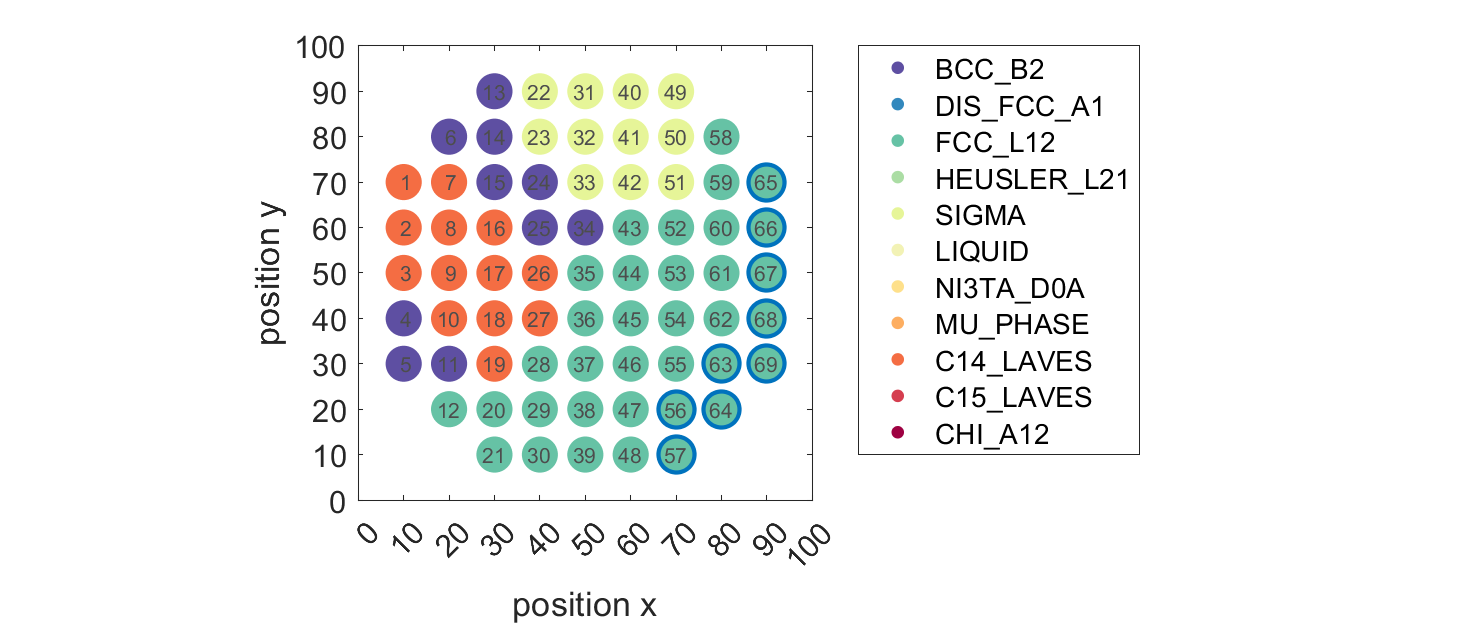 100
90
80
70
60
50
40
30
20
10
0
position y
13 22 31 40 49
6 14 23 32 41 50 58
1 7 15 24 33 42 51 59 65
2 8 16 25 34 43 52 60 66
3 9 17 26 35 44 53 61 67
4 10 18 27 36 45 54 62 68
5 11 19 28 37 46 55 63 69
12 20 29 38 47 56 64
21 30 39 48 57
0 10 20 30 40 50 60 70 80 90 100
position x
BCC_B2
DIS_FCC_A1
FCC_L12
HEUSLER_L21
SIGMA
LIQUID
NI3TA_D0A
MU_PHASE
C14_LAVES
C15_LAVES
CHI_A12